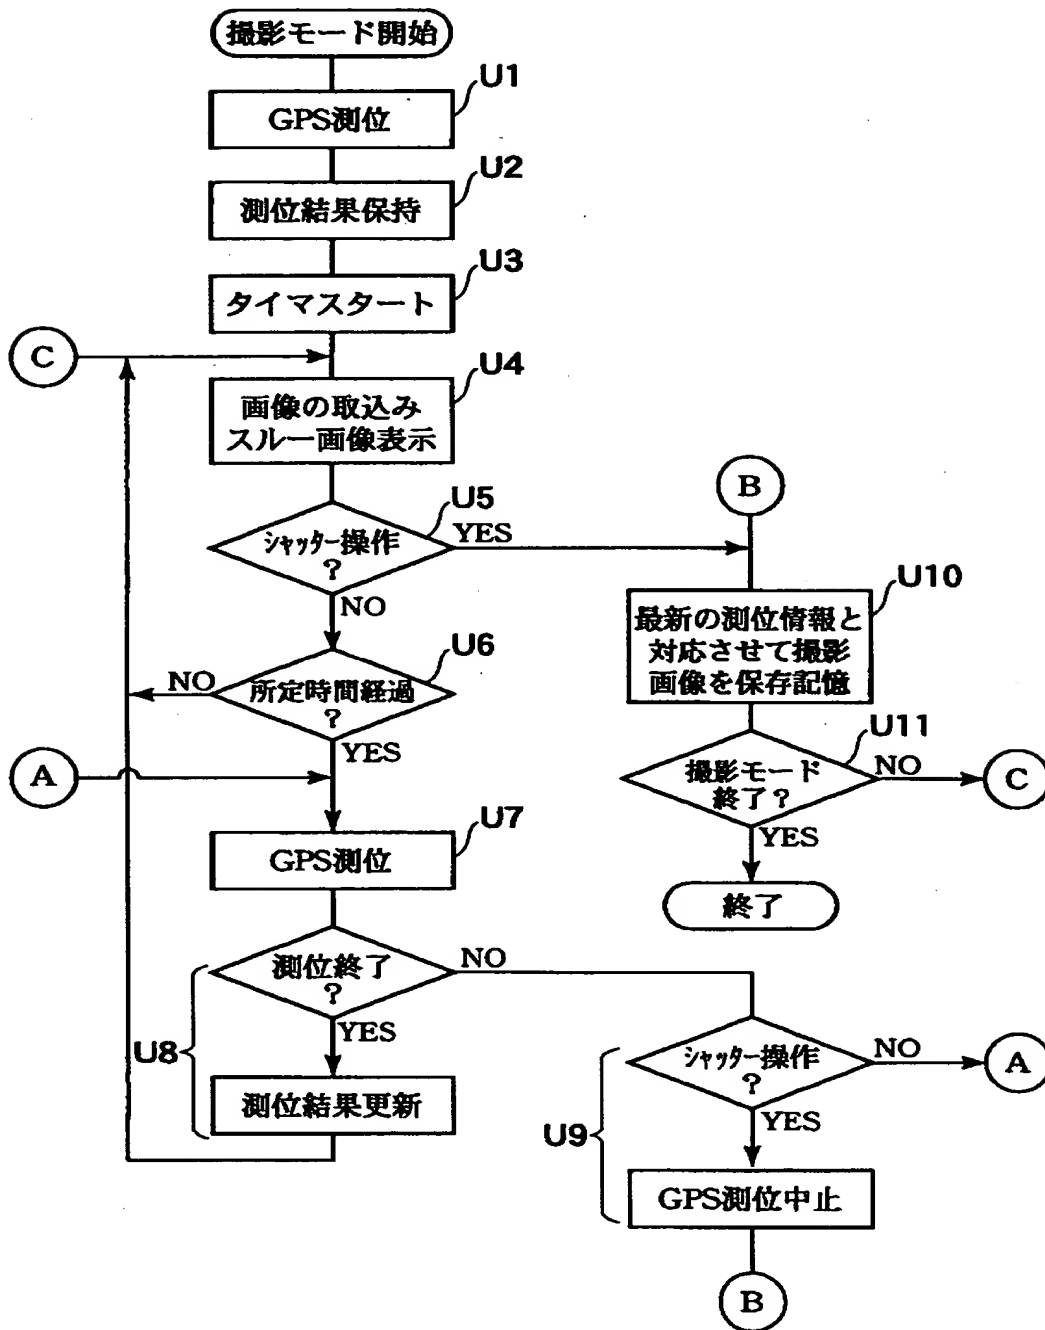 撮影モード開始
U1
GPS測位
U2
測位結果保持
U3
タイマスタート
C
U4
画像の取込み
スルー画像表示
B
U5
シャッター操作
?
YES
NO
U10
最新の測位情報と
対応させて撮影
画像を保存記憶
U6
所定時間経過
?
NO
YES
U11
撮影モード
終了?
NO
C
YES
終了
A
U7
GPS測位
測位終了
?
NO
YES
U8
測位結果更新
シャッター操作
?
NO
A
YES
U9
GPS測位中止
B